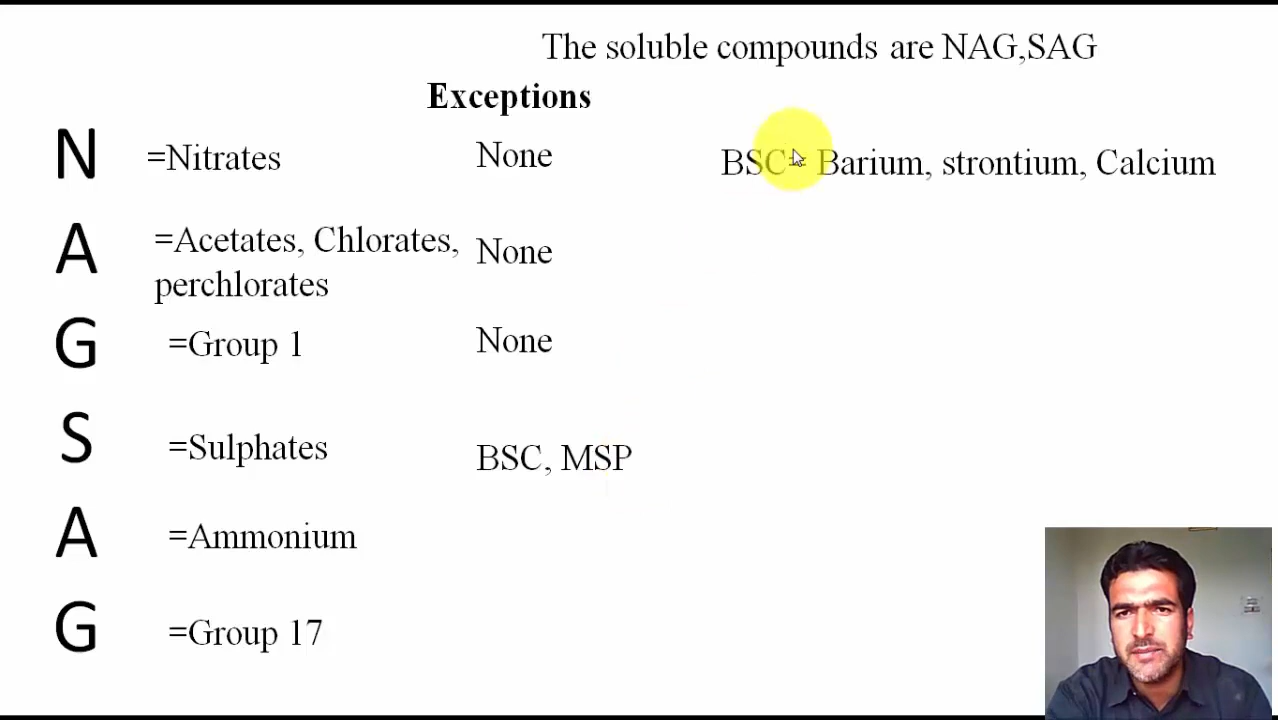 The soluble compounds are NAG,SAG
Exceptions
N =Nitrates None BSC= Barium, strontium, Calcium
A =Acetates, Chlorates, None
perchlorates
G =Group 1 None
S =Sulphates BSC, MSP
A =Ammonium
G =Group 17